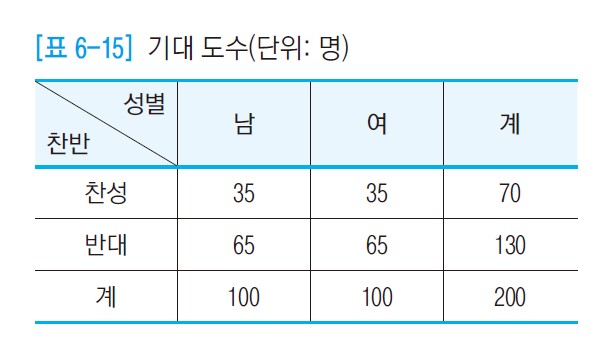 [표 6-15] 기대 도수(단위: 명)
성별
찬반 남 여 계
찬성 35 35 70
반대 65 65 130
계 100 100 200